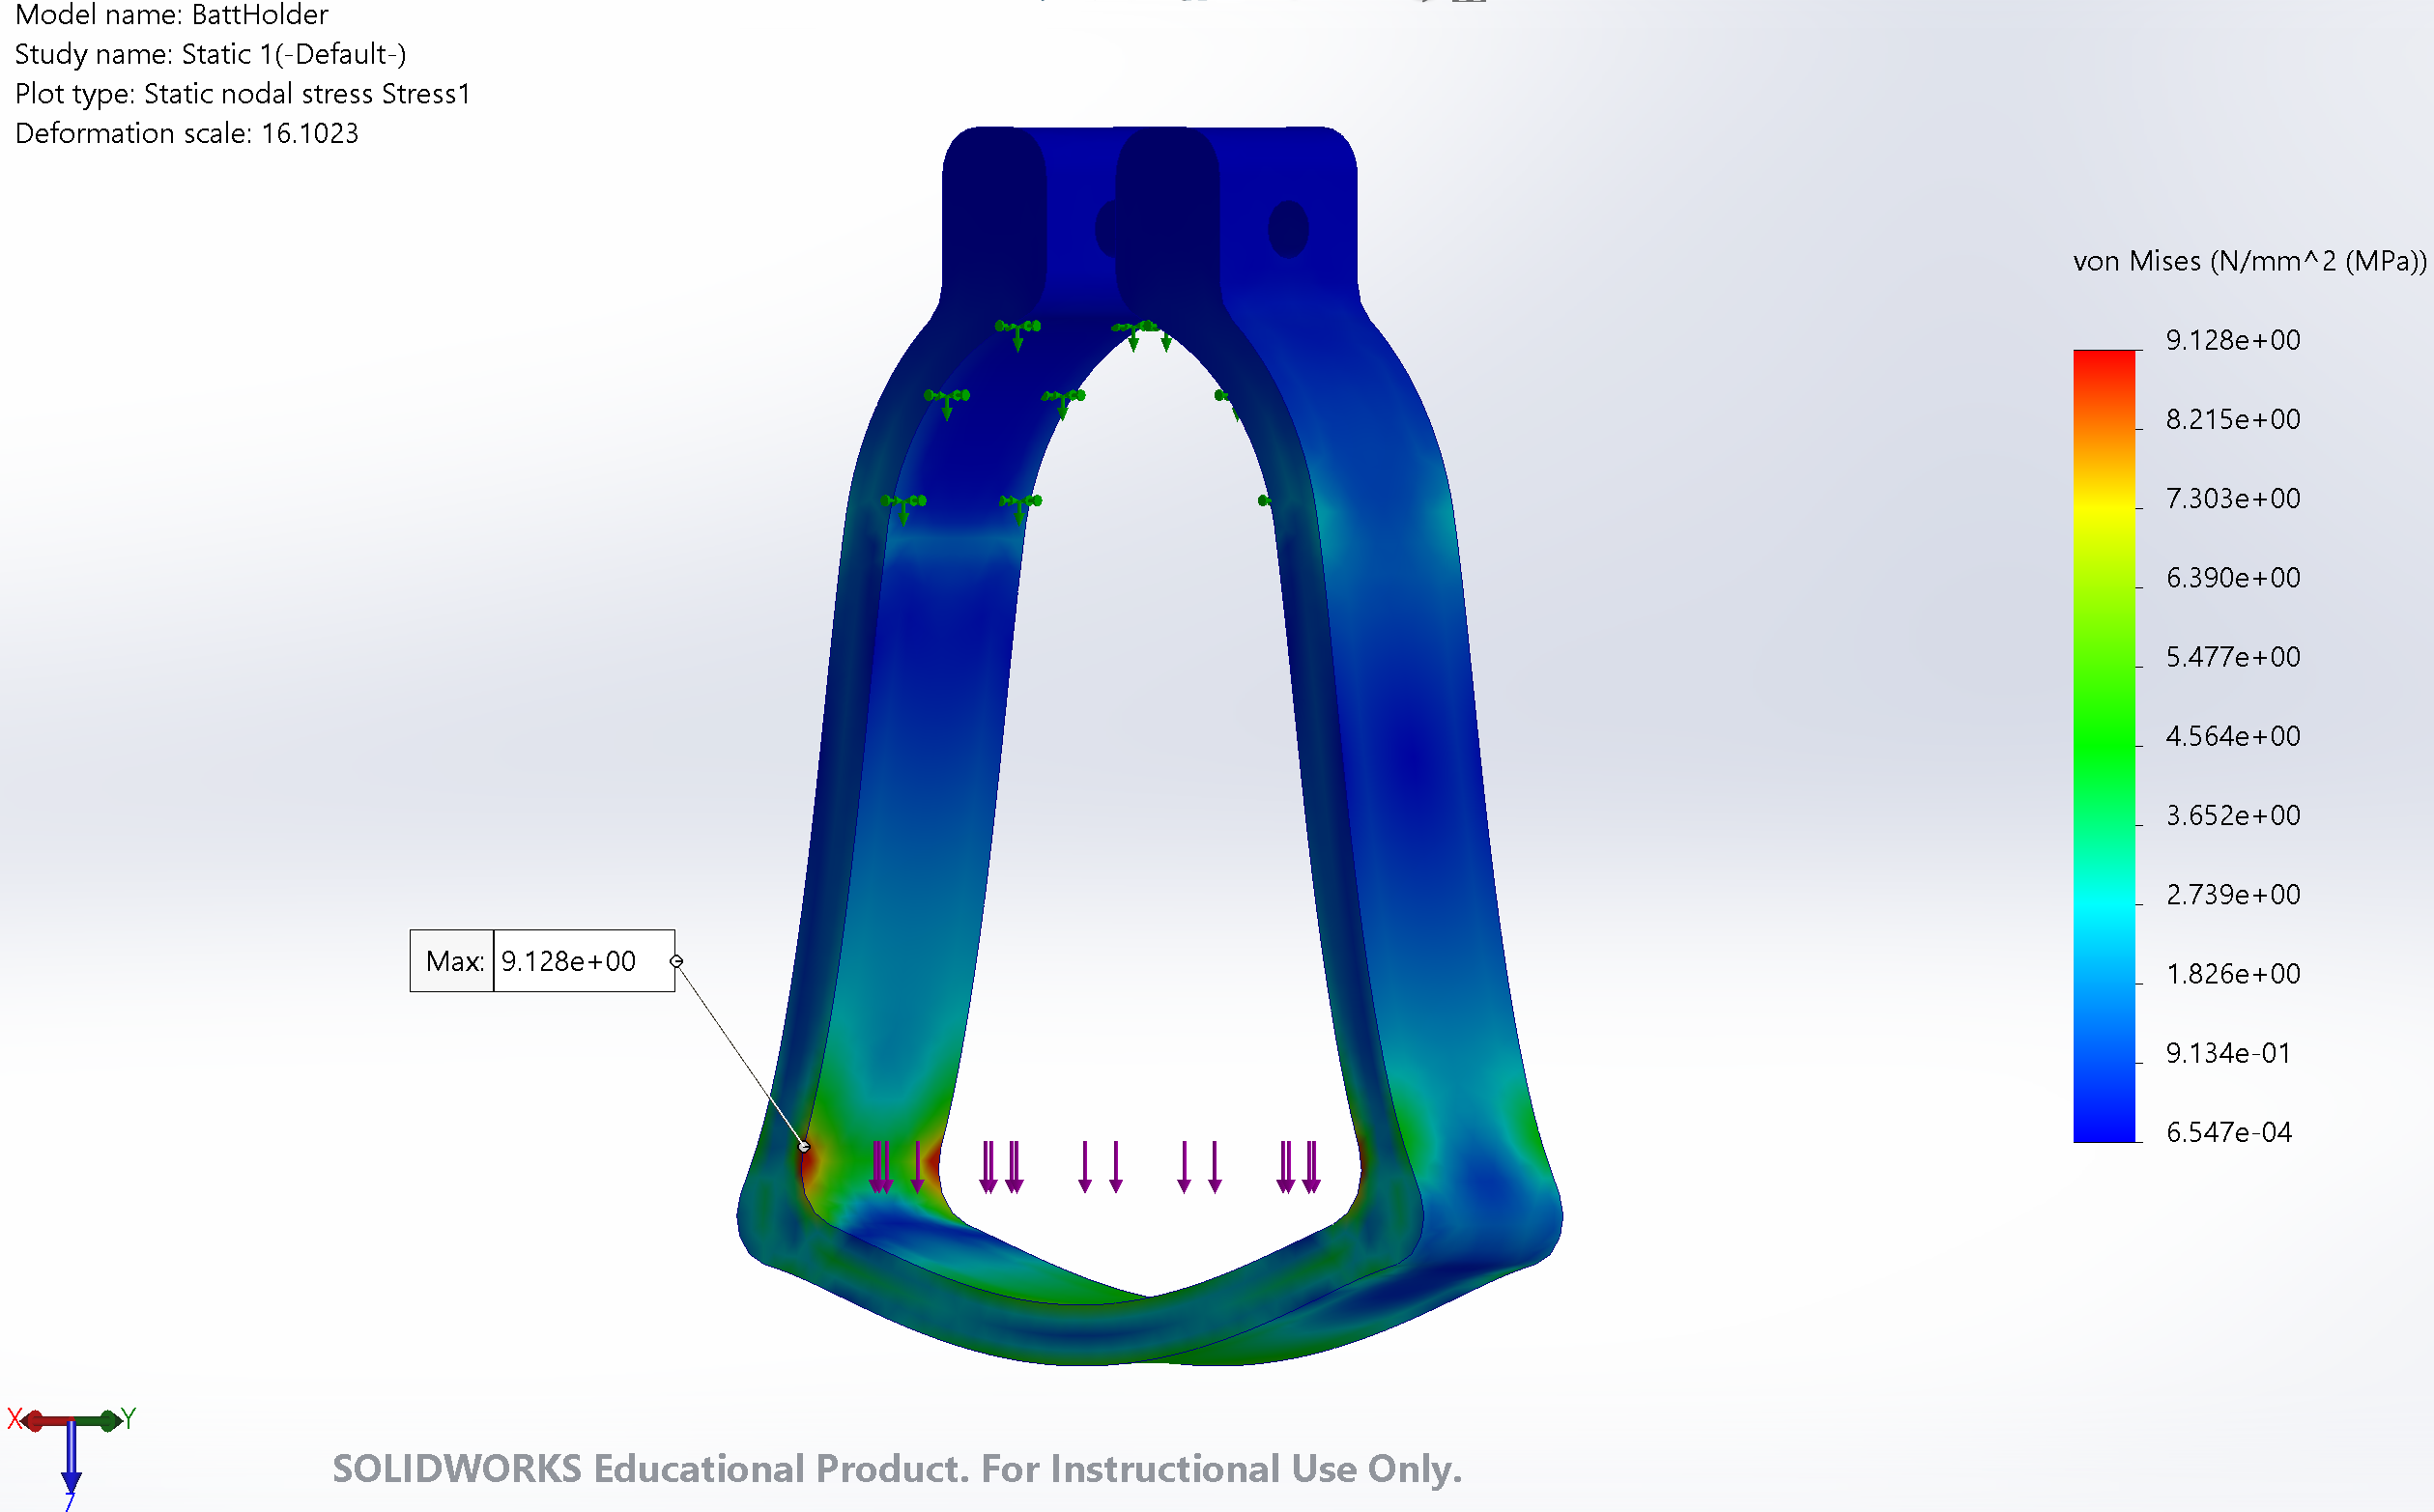 Model name: BattHolder
Study name: Static 1(-Default-)
Plot type: Static nodal stress Stress1
Deformation scale: 16.1023
von Mises (N/mm^2 (MPa))
9.128e+00
8.215e+00
7.303e+00
6.390e+00
5.477e+00
4.564e+00
3.652e+00
2.739e+00
1.826e+00
9.134e-01
6.547e-04
Max: 9.128e+00
X Y
Z
SOLIDWORKS Educational Product. For Instructional Use Only.